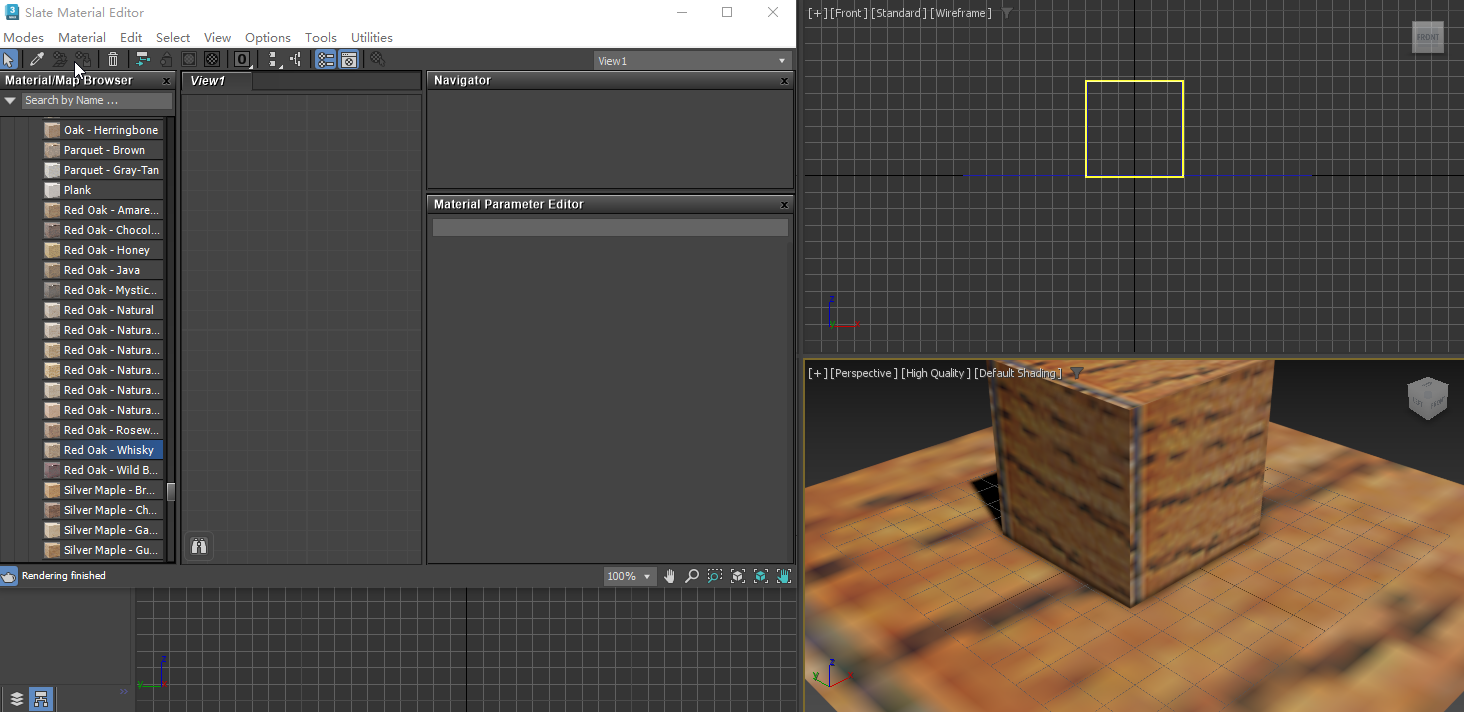 Slate Material Editor
Modes Material Edit Select View Options Tools Utilities
View1
Material/Map Browser x
Search by Name ...
Oak - Herringbone
Parquet - Brown
Parquet - Gray-Tan
Plank
Red Oak - Amare...
Red Oak - Chocol...
Red Oak - Honey
Red Oak - Java
Red Oak - Mystic...
Red Oak - Natural
Red Oak - Natura...
Red Oak - Natura...
Red Oak - Natura...
Red Oak - Natura...
Red Oak - Natura...
Red Oak - Rosew...
Red Oak - Whisky
Red Oak - Wild B...
Silver Maple - Br...
Silver Maple - Ch...
Silver Maple - Ga...
Silver Maple - Gu...
View1
Navigator x
Material Parameter Editor x
Rendering finished
100%
z
y
[+] [Front ] [Standard ] [Wireframe ]
FRONT
z
y x
[+] [Perspective ] [High Quality ] [Default Shading ]
FRONT
z
y